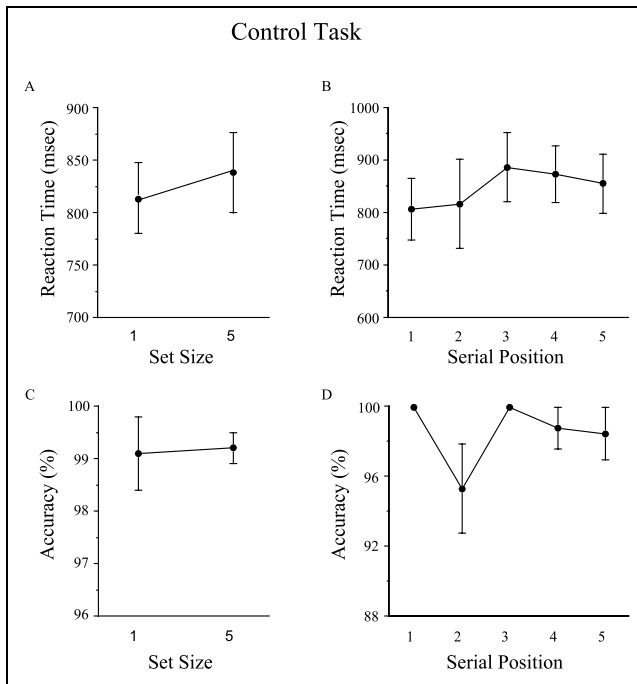 Control Task
A
900
850
800
750
700
Reaction Time (msec)
1 5
Set Size
B
1000
900
800
700
600
Reaction Time (msec)
1 2 3 4 5
Serial Position
C
100
99
98
97
96
Accuracy (%)
1 5
Set Size
D
100
96
92
88
Accuracy (%)
1 2 3 4 5
Serial Position